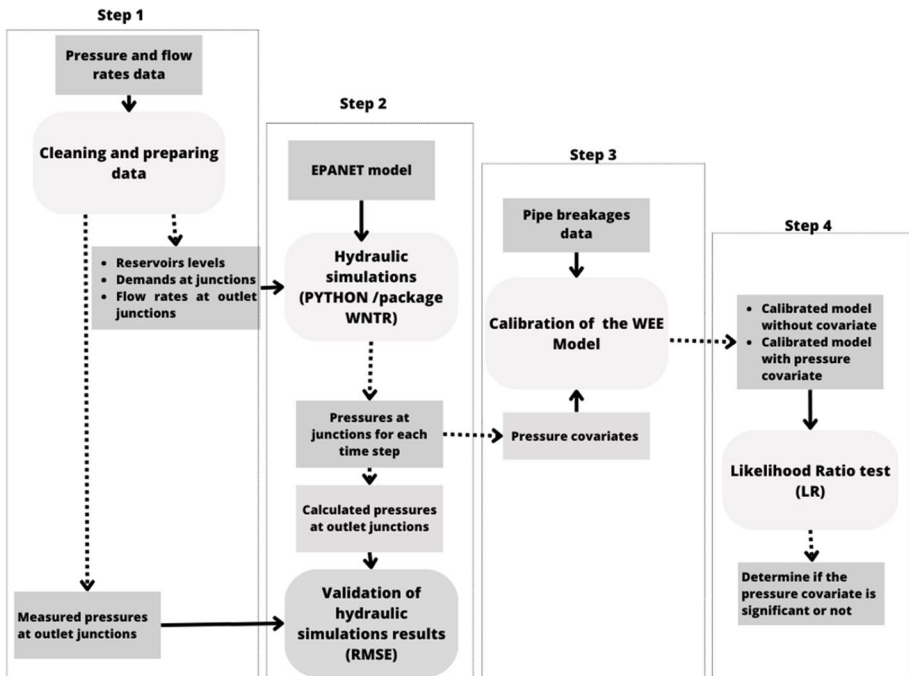 Step 1
Pressure and flow
rates data
Cleaning and preparing
data
• Reservoirs levels
• Demands at junctions
• Flow rates at outlet
junctions
Measured pressures
at outlet junctions
Step 2
EPANET model
Hydraulic
simulations
(PYTHON /package
WNTR)
Pressures at
junctions for each
time step
Calculated pressures
at outlet junctions
Validation of
hydraulic
simulations results
(RMSE)
Step 3
Pipe breakages
data
Calibration of the WEE
Model
Pressure covariates
Step 4
• Calibrated model
without covariate
• Calibrated model
with pressure
covariate
Likelihood Ratio test
(LR)
Determine if the
pressure covariate is
significant or not